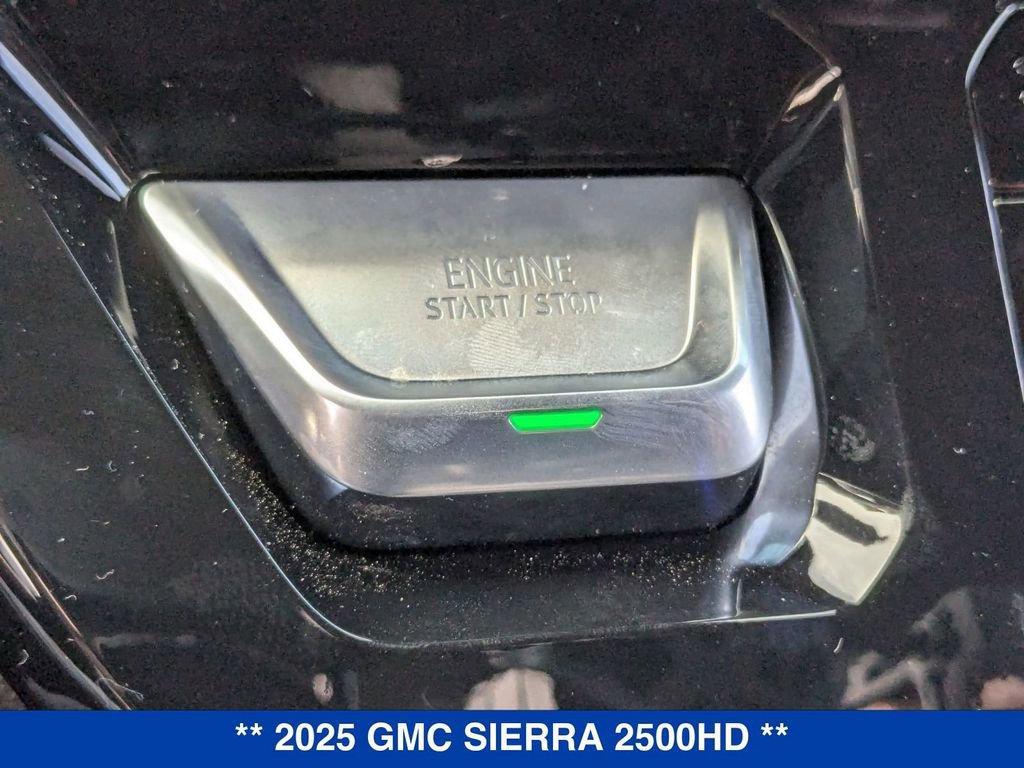 ENGINE
START / STOP
** 2025 GMC SIERRA 2500HD **